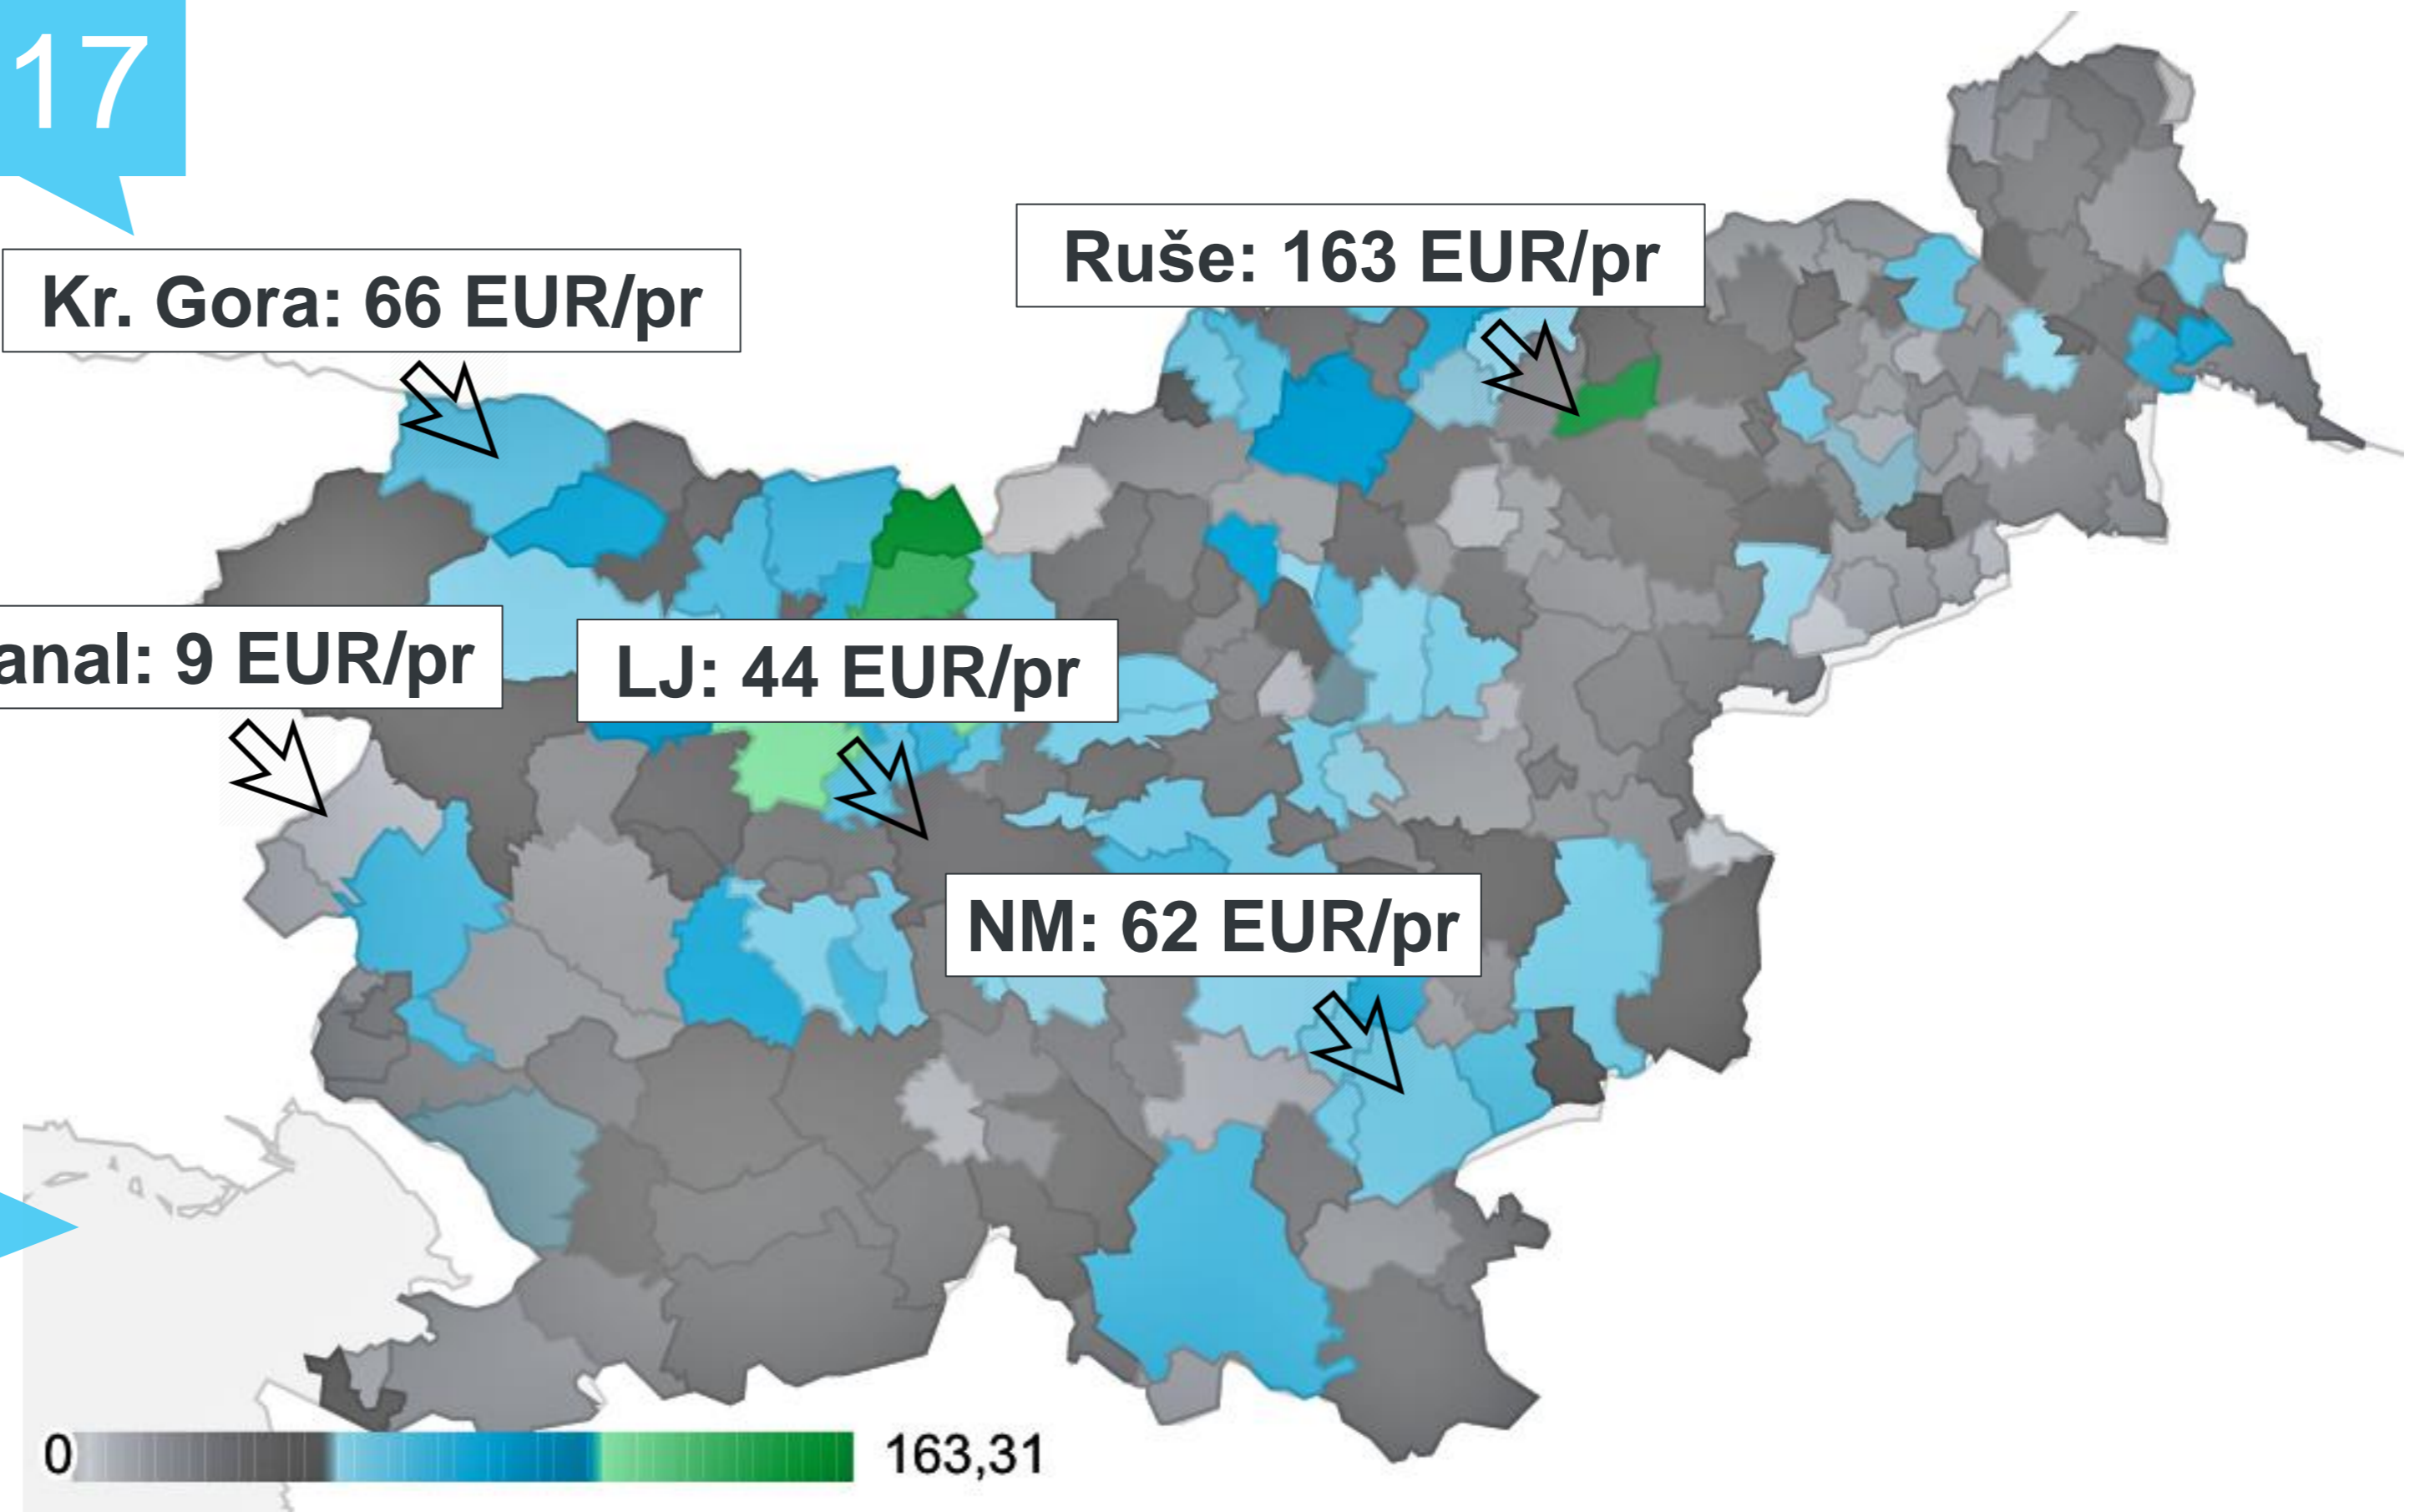 17
Kr. Gora: 66 EUR/pr
Ruše: 163 EUR/pr
anal: 9 EUR/pr
LJ: 44 EUR/pr
NM: 62 EUR/pr
0
163,31